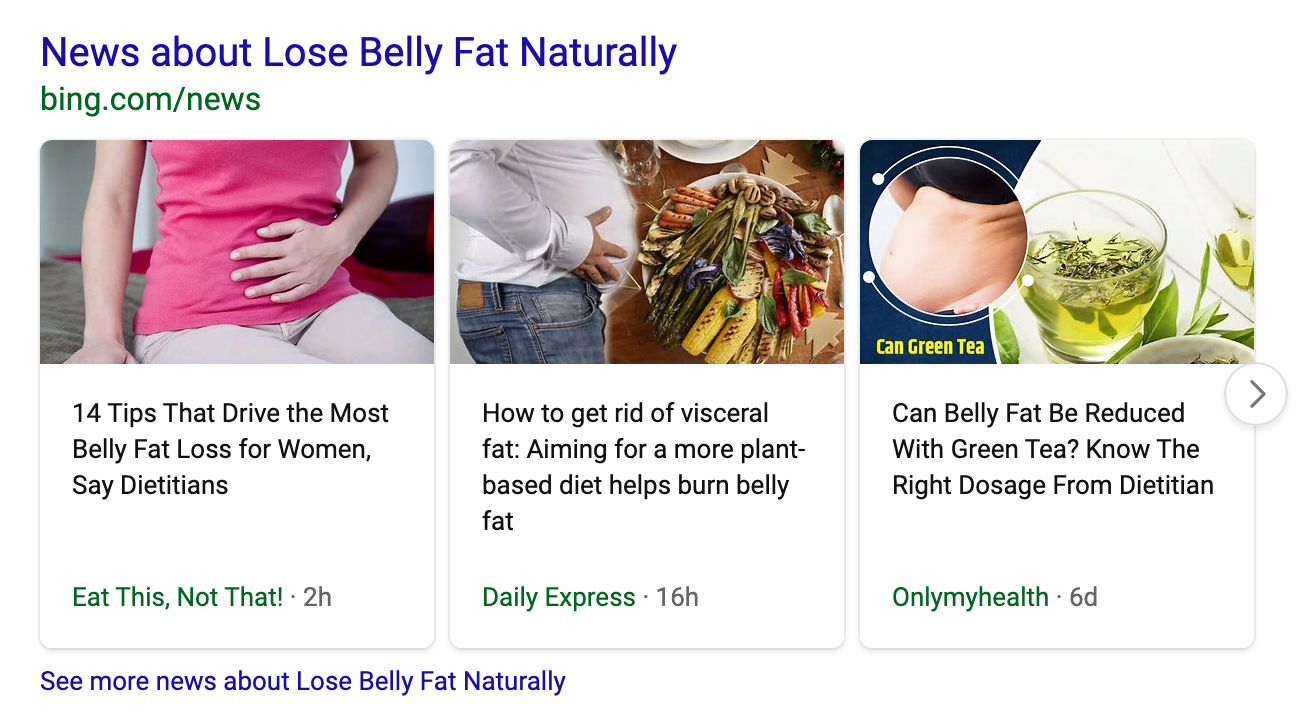 News about Lose Belly Fat Naturally
bing.com/news
Can Green Tea
14 Tips That Drive the Most
Belly Fat Loss for Women,
Say Dietitians
Eat This, Not That! · 2h
How to get rid of visceral
fat: Aiming for a more plant-
based diet helps burn belly
fat
Daily Express · 16h
Can Belly Fat Be Reduced
With Green Tea? Know The
Right Dosage From Dietitian
Onlymyhealth · 6d
See more news about Lose Belly Fat Naturally